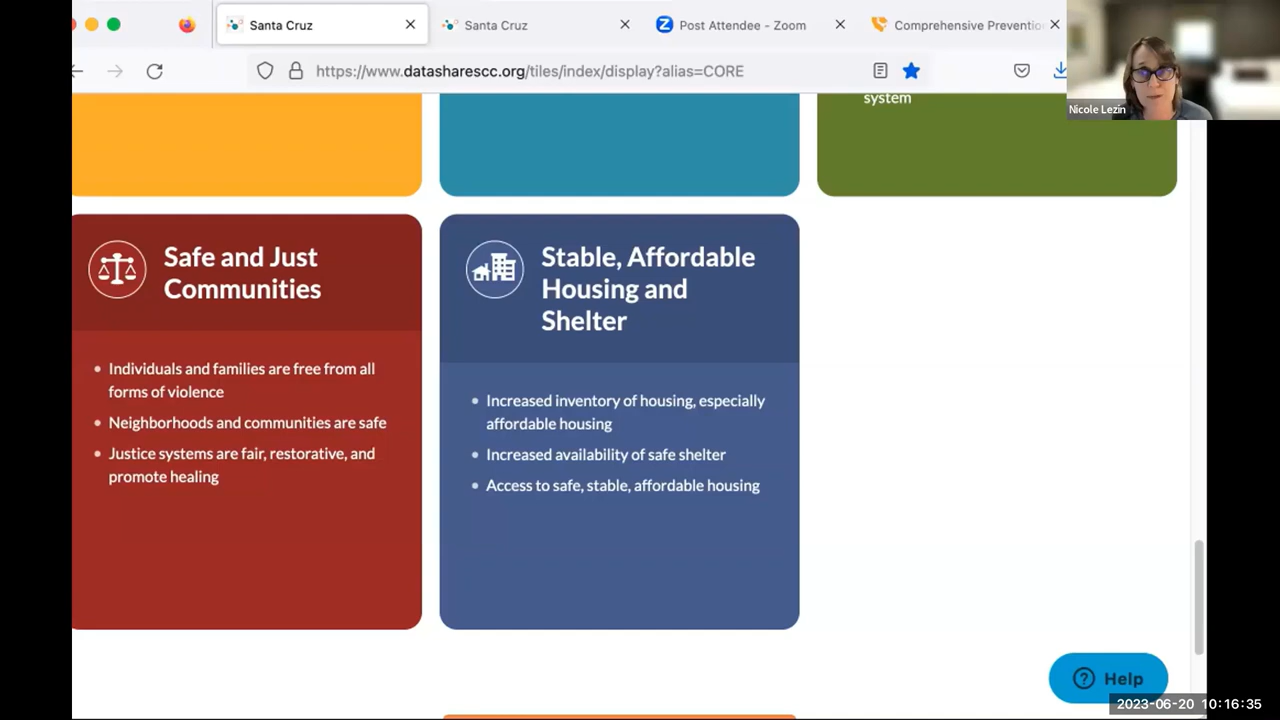 Santa Cruz
Santa Cruz
Post Attendee - Zoom
Comprehensive Preventio
https://www.datasharescc.org/tiles/index/display?alias=CORE
Nicole Lezin
system
Safe and Just
Communities
Individuals and families are free from all
forms of violence
Neighborhoods and communities are safe
Justice systems are fair, restorative, and
promote healing
Stable, Affordable
Housing and
Shelter
Increased inventory of housing, especially
affordable housing
Increased availability of safe shelter
Access to safe, stable, affordable housing
Help
2023-06-20 10:16:35